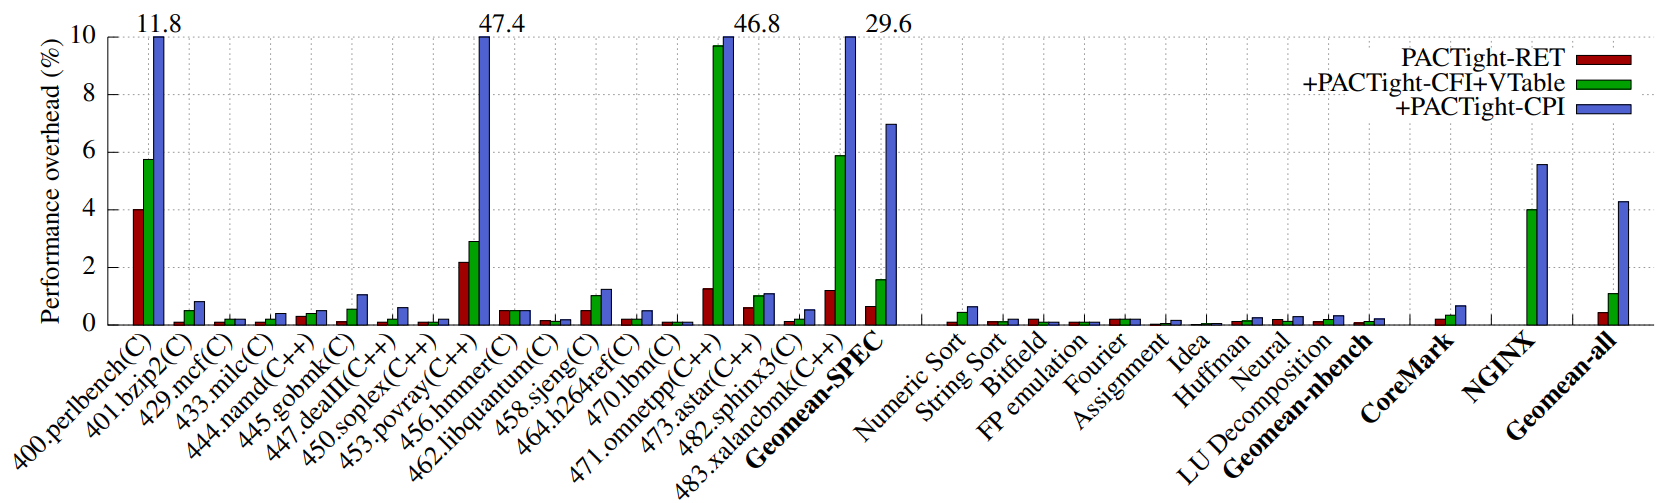 11.8
47.4
46.8
29.6
Performance overhead (%)
10
8
6
4
2
0
PACTight-RET
+PACTight-CFI+VTable
+PACTight-CPI
400.perlbench(C)
401.bzip2(C)
429.mcf(C)
433.milc(C)
444.namd(C++)
445.gobmk(C)
447.dealII(C++)
450.soplex(C++)
453.povray(C++)
456.hmmer(C)
462.libquantum(C)
458.sjeng(C)
464.h264ref(C)
470.lbm(C)
471.omnetpp(C++)
473.astar(C++)
482.sphinx3(C)
483.xalancbmk(C++)
Geomean-SPEC
Numeric Sort
String Sort
Bitfield
FP emulation
Fourier
Assignment
Idea
Huffman
Neural
LU Decomposition
Geomean-nbench
CoreMark
NGINX
Geomean-all